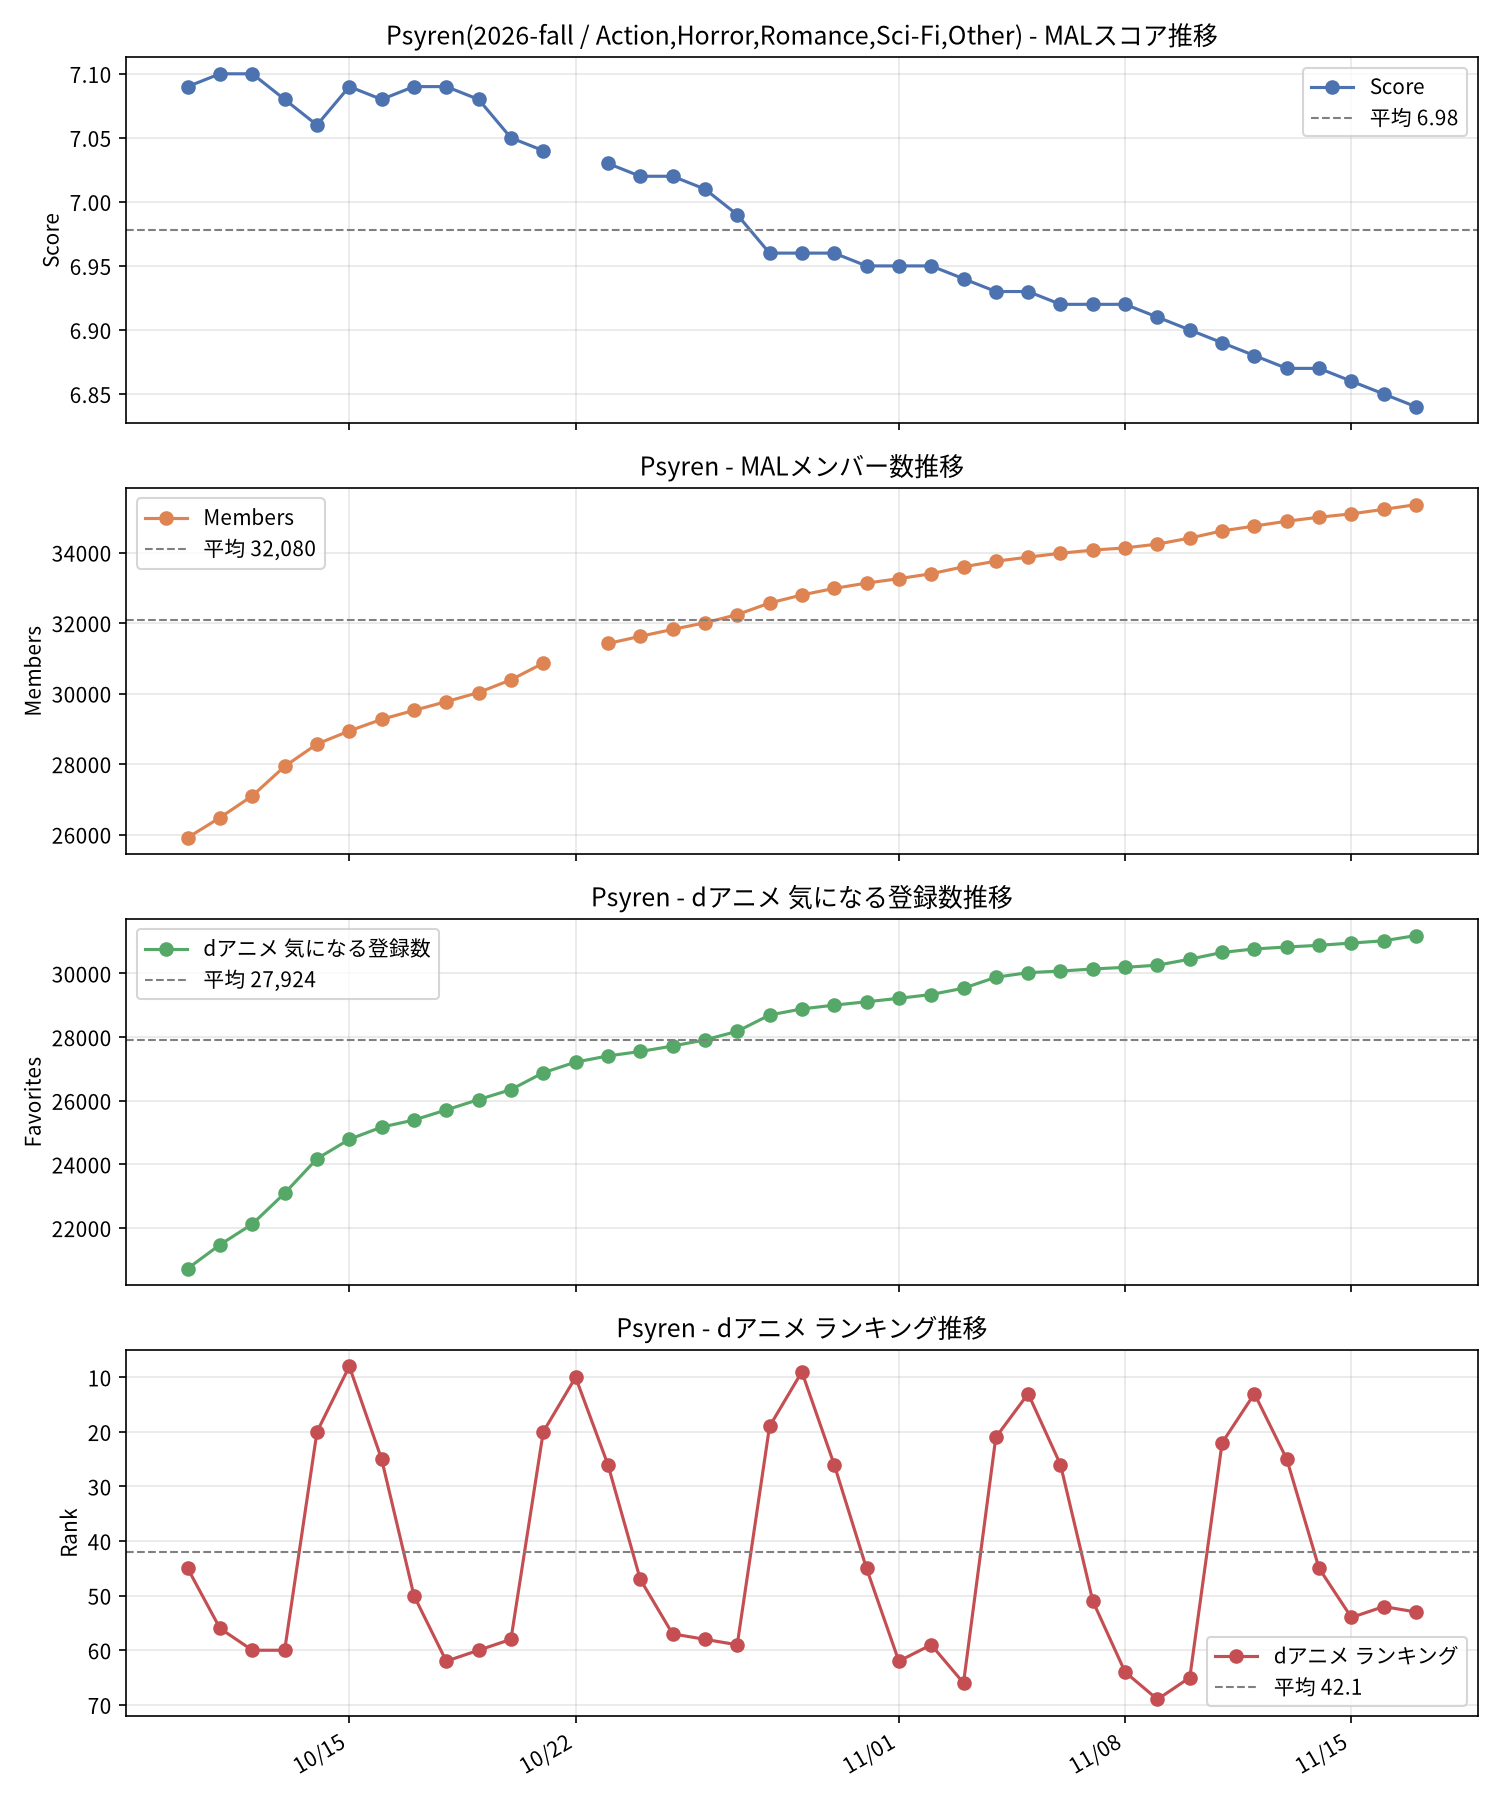 Psyren(2026-fall / Action,Horror,Romance,Sci-Fi,Other) - MALスコア推移
Score
7.10
7.05
7.00
6.95
6.90
6.85
Score
平均 6.98
Psyren - MALメンバー数推移
Members
34000
32000
30000
28000
26000
Members
平均 32,080
Psyren - dアニメ 気になる登録数推移
Favorites
30000
28000
26000
24000
22000
dアニメ 気になる登録数
平均 27,924
Psyren - dアニメ ランキング推移
Rank
10
20
30
40
50
60
70
dアニメ ランキング
平均 42.1
10/15
10/22
11/01
11/08
11/15